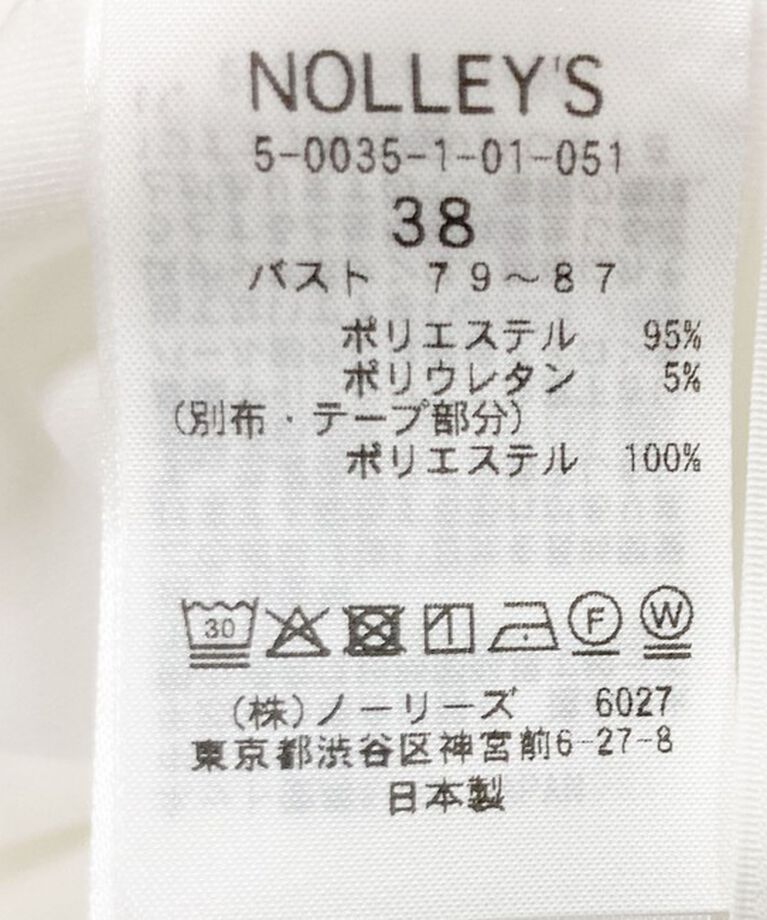 NOLLEY'S
5-0035-1-01-051
38
バスト 79～87
ポリエステル 95%
ポリウレタン 5%
(別布・テープ部分)
ポリエステル 100%
30 F W
(株)ノーリーズ 6027
東京都渋谷区神宮前6-27-8
日本製